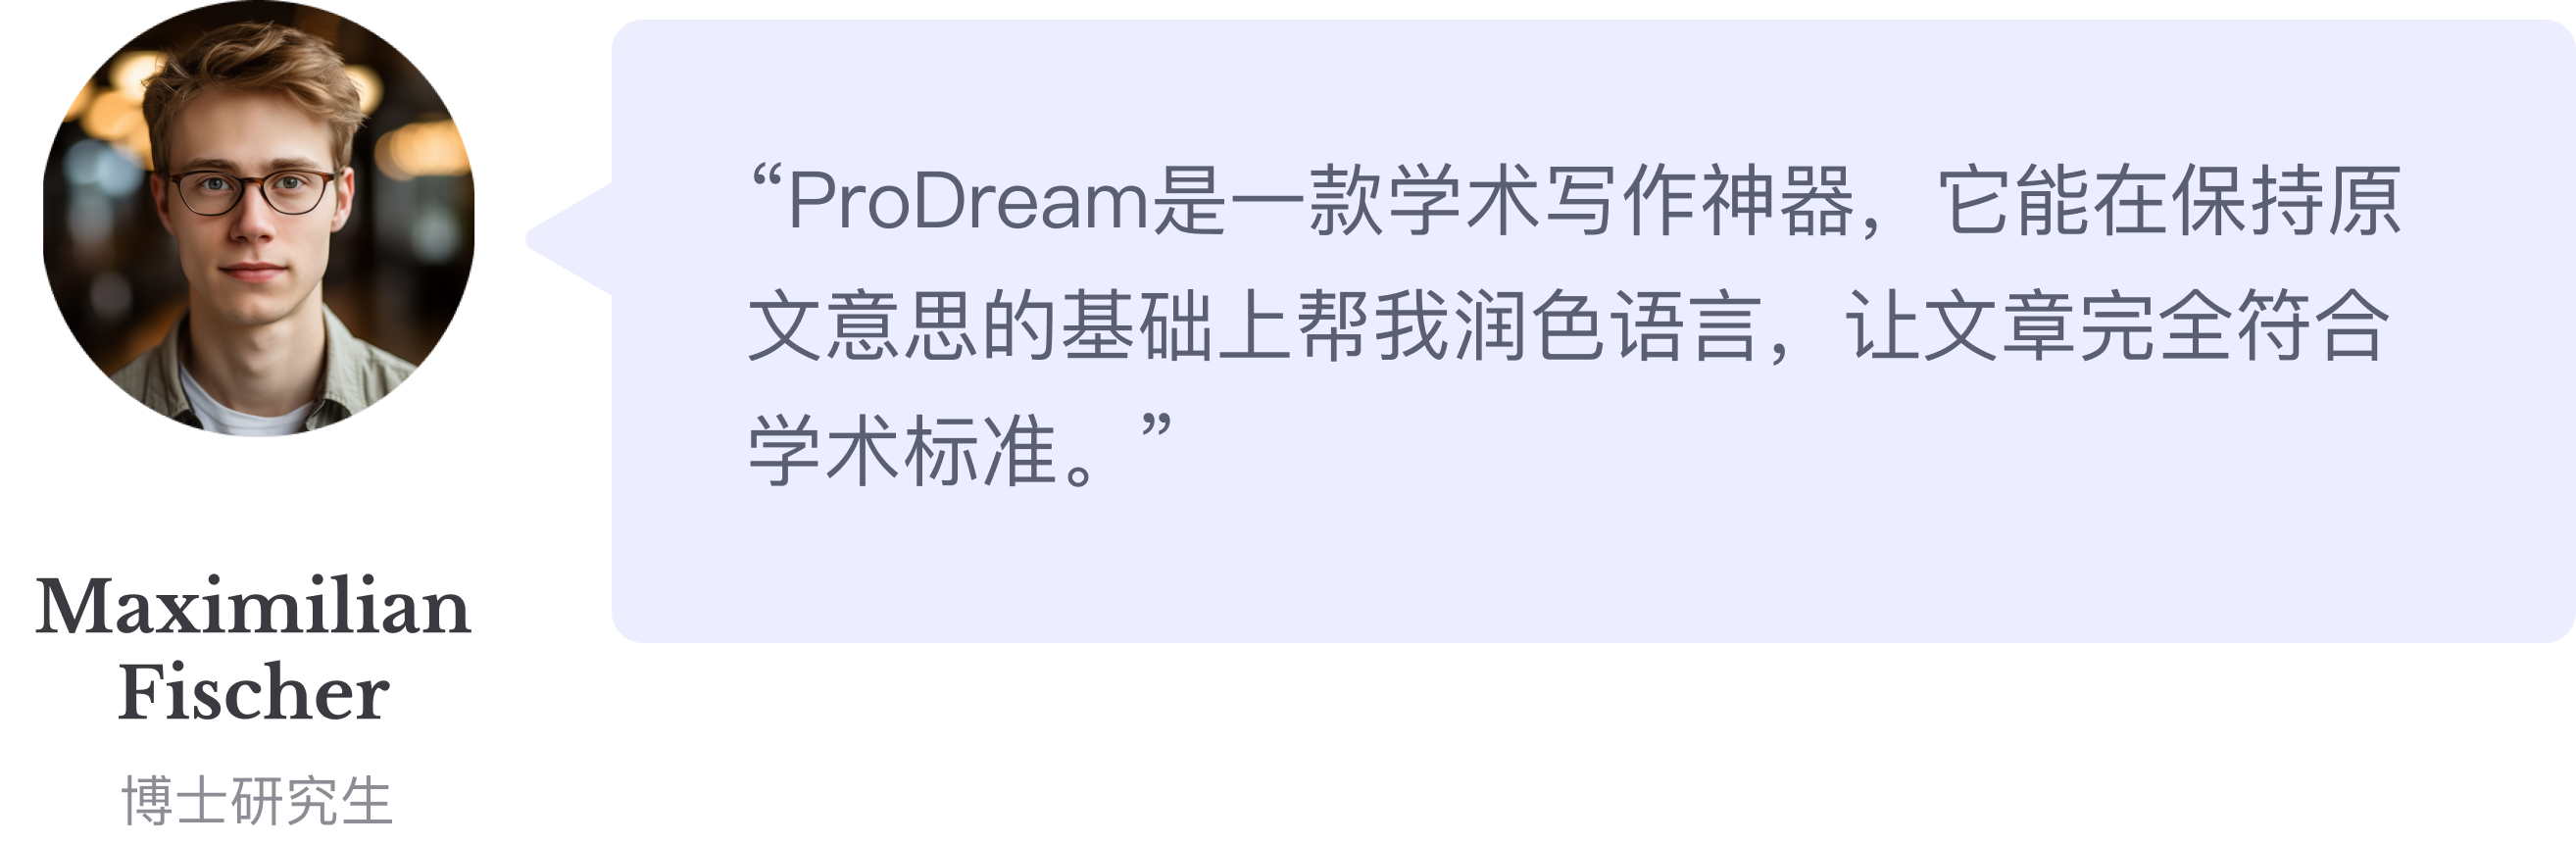 Maximilian
Fischer
博士研究生
“ProDream是一款学术写作神器，它能在保持原
文意思的基础上帮我润色语言，让文章完全符合
学术标准。”